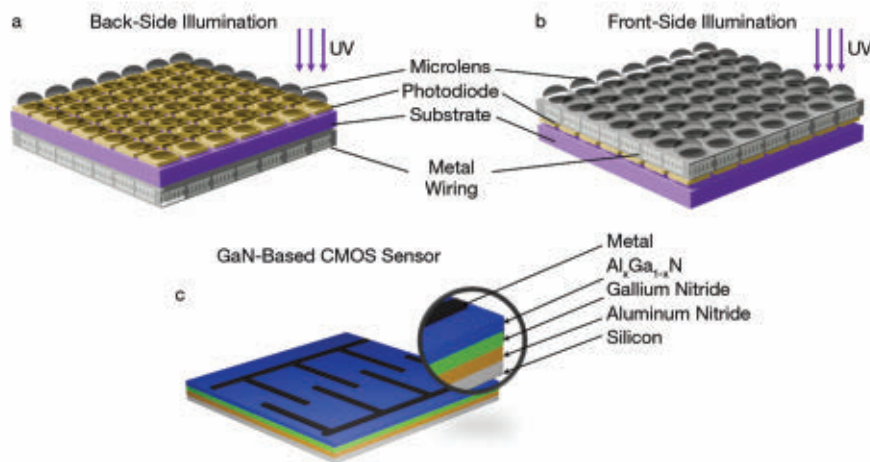 a
Back-Side Illumination
UV
b
Front-Side Illumination
UV
Microlens
Photodiode
Substrate
Metal
Wiring
GaN-Based CMOS Sensor
c
Metal
AlxGa1-xN
Gallium Nitride
Aluminum Nitride
Silicon